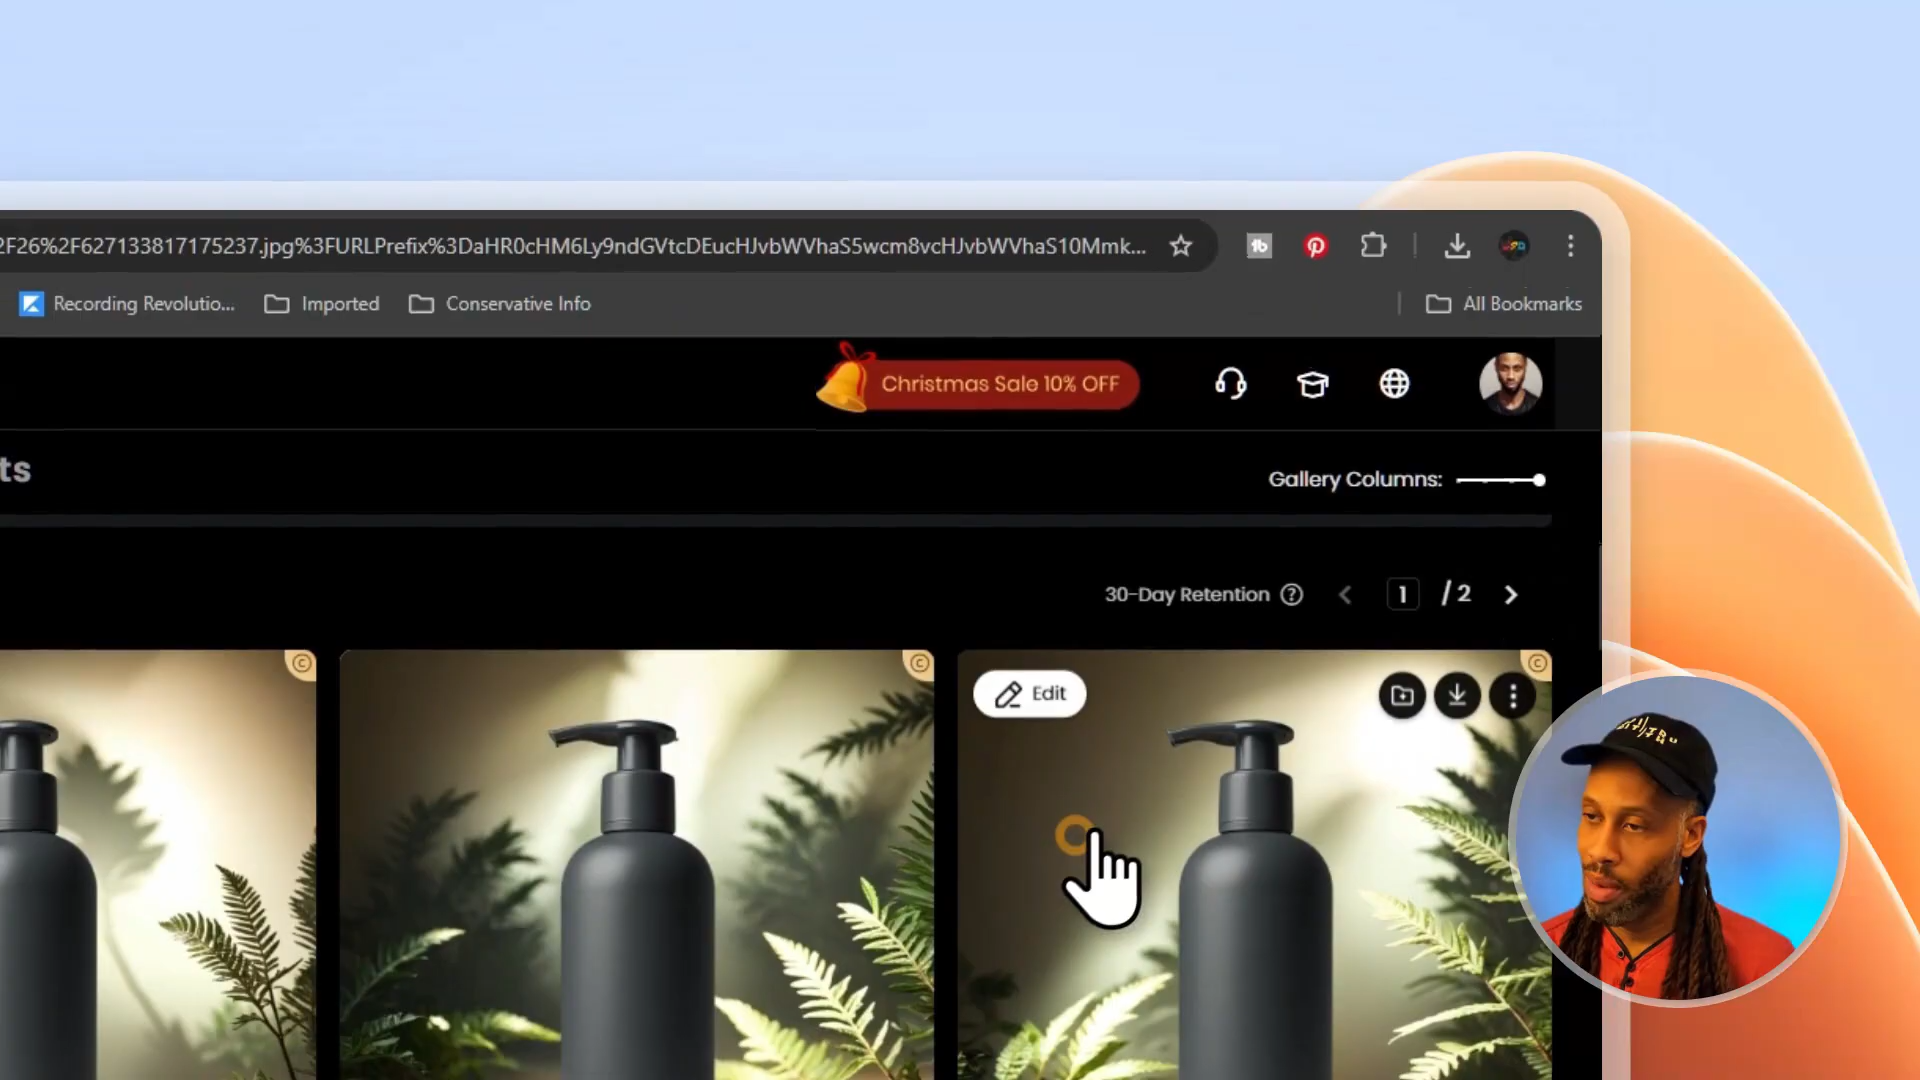 2F26%2F627133817175237.jpg%3FURLPrefix%3DaHR0cHM6Ly9ndGVtcDEucHJvbWVhaS5wcm8vcHJvbWVhaS10Mmk...
Recording Revolutio...
Imported
Conservative Info
All Bookmarks
Christmas Sale 10% OFF
ts
Gallery Columns:
30-Day Retention
1 / 2
Edit